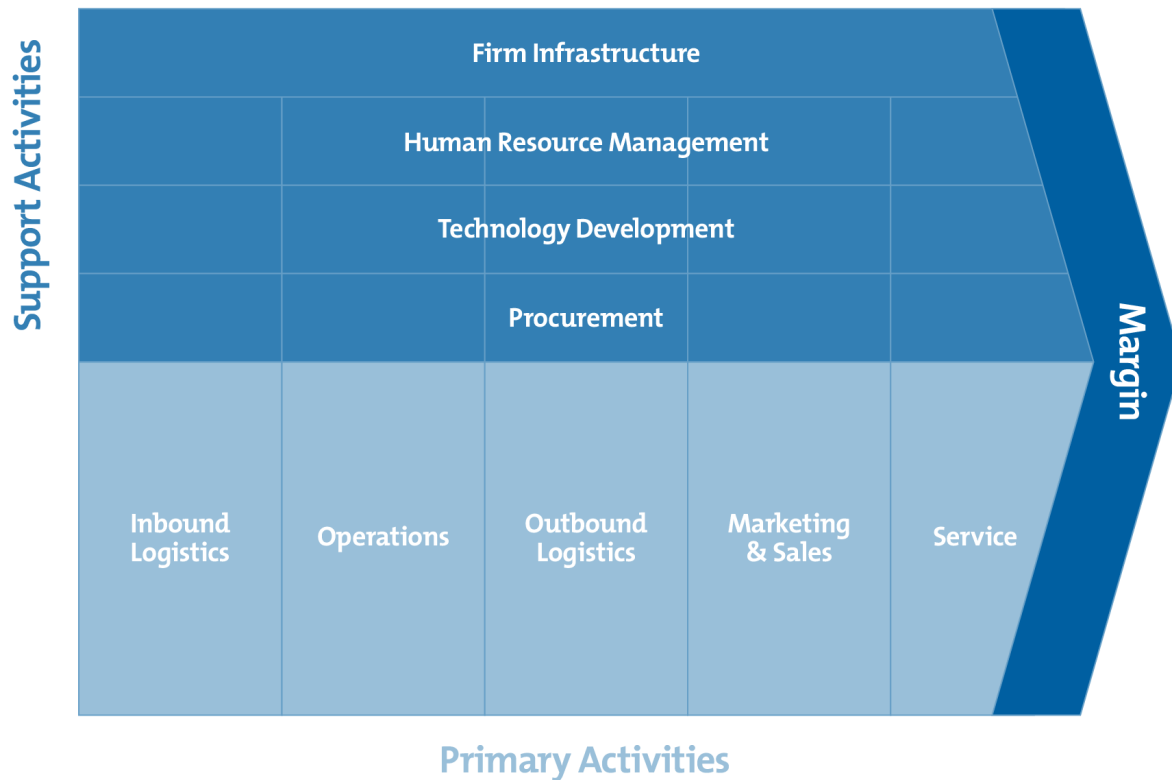 Support Activities
Firm Infrastructure
Human Resource Management
Technology Development
Procurement
Margin
Inbound
Logistics
Operations
Outbound
Logistics
Marketing
& Sales
Service
Primary Activities